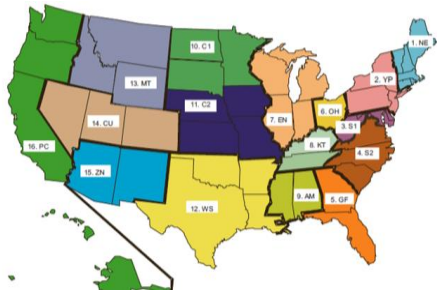 1. NE
2. YP
3. S1
4. S2
5. GF
6. OH
7. EN
8. KT
9. AM
10. C1
11. C2
12. WS
13. MT
14. CU
15. ZN
16. PC